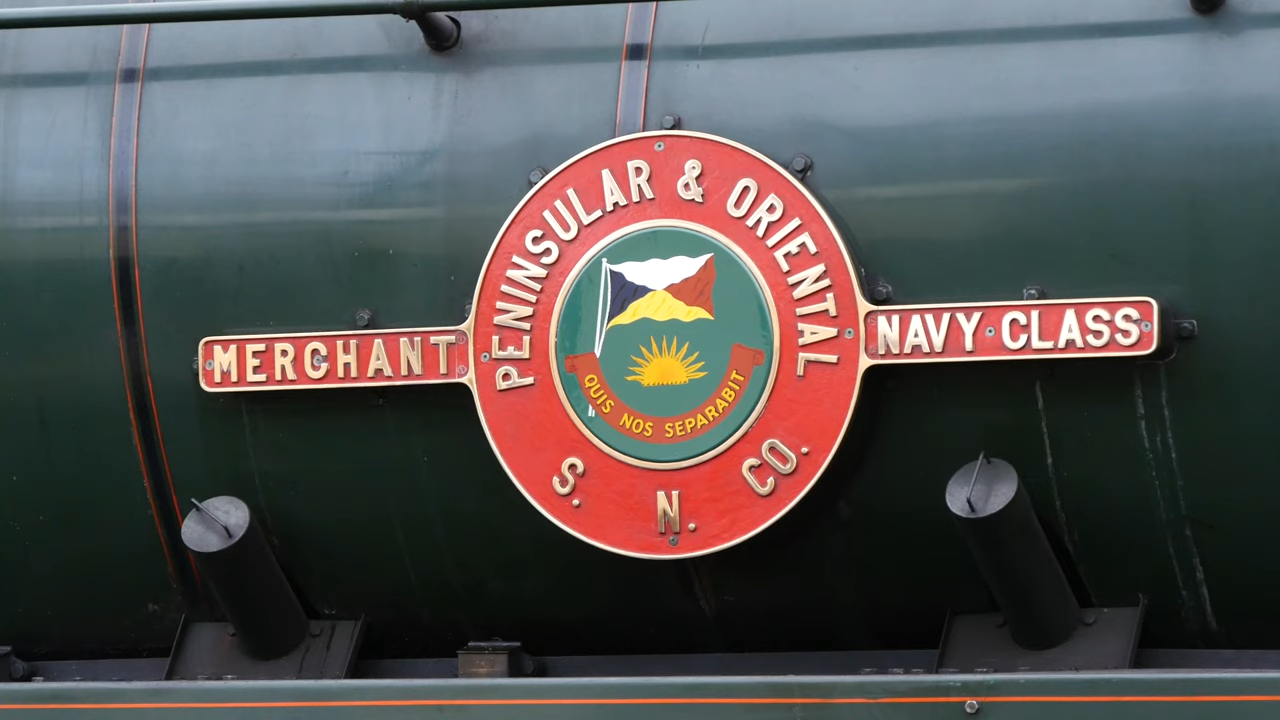 PENINSULAR & ORIENTAL
MERCHANT
NAVY CLASS
QUIS NOS SEPARABIT
S. N. CO.